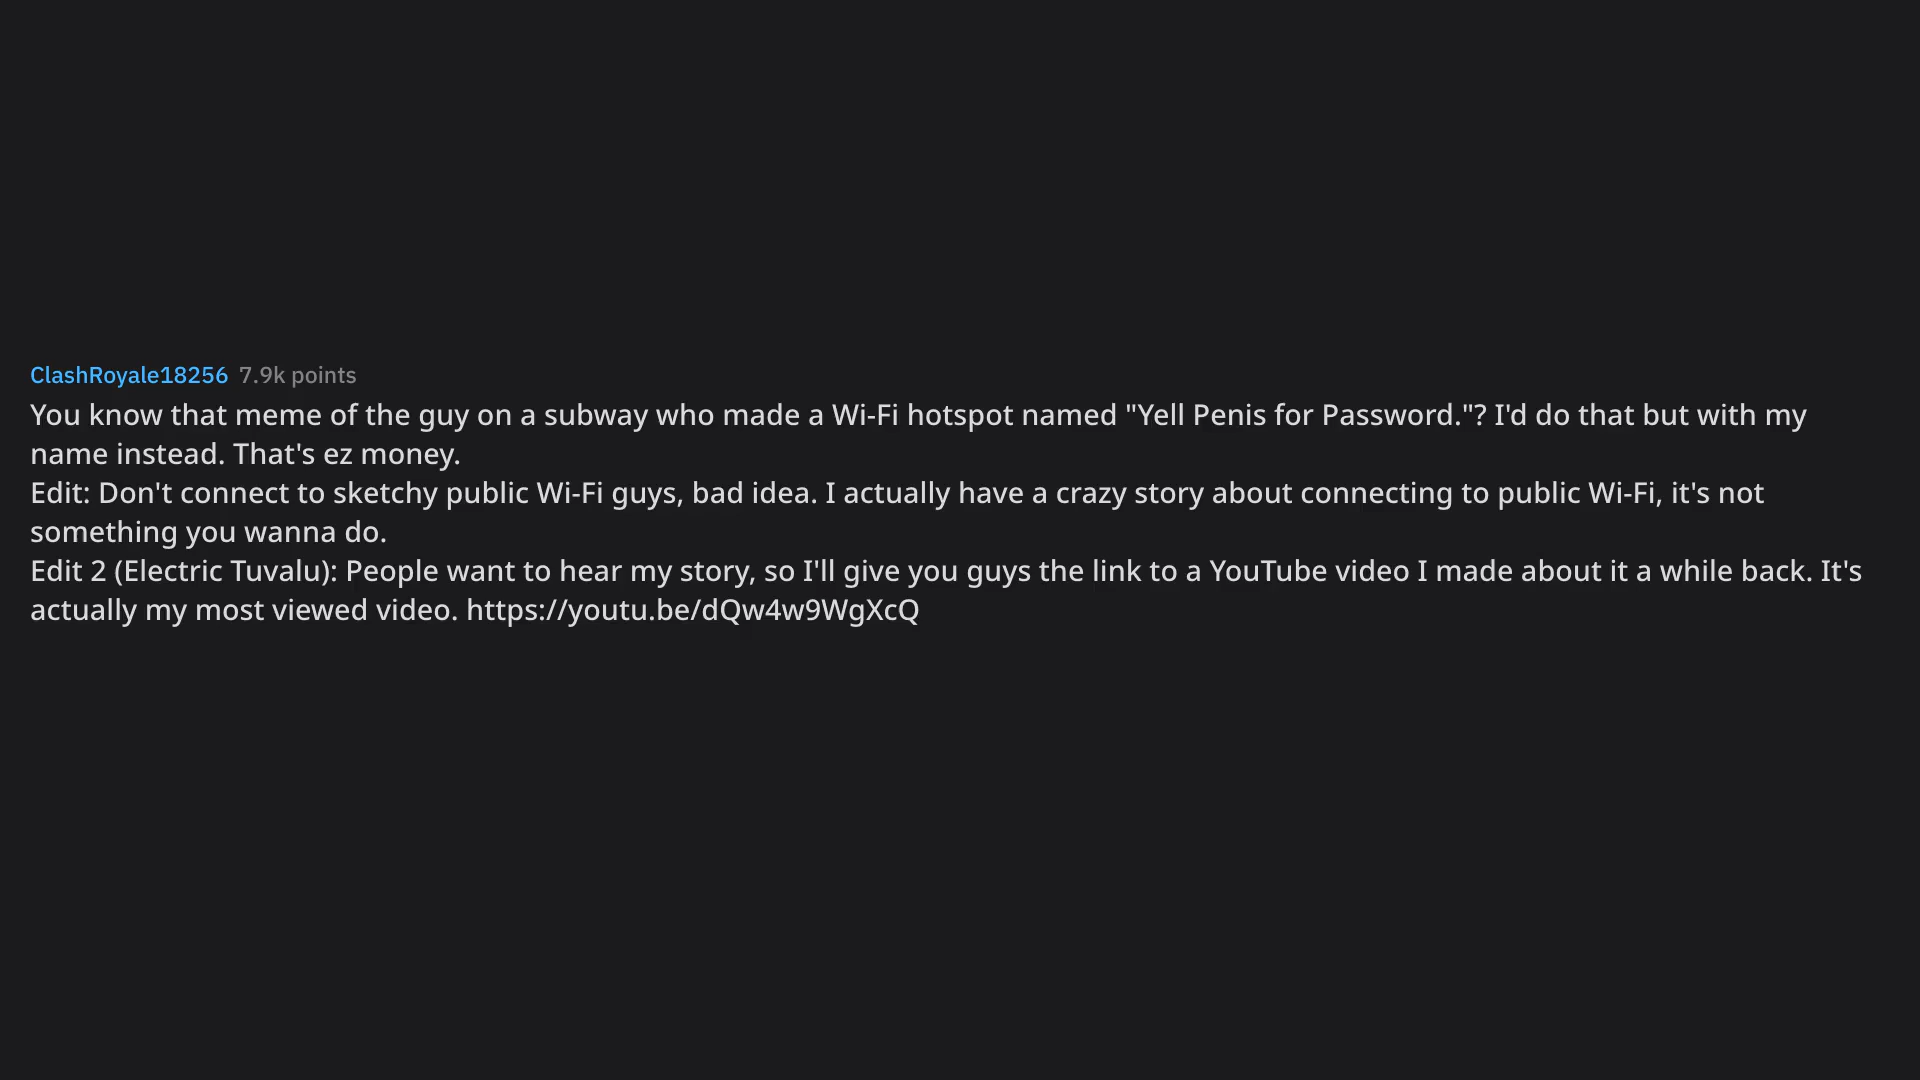 ClashRoyale18256 7.9k points
You know that meme of the guy on a subway who made a Wi-Fi hotspot named "Yell Penis for Password."? I'd do that but with my
name instead. That's ez money.
Edit: Don't connect to sketchy public Wi-Fi guys, bad idea. I actually have a crazy story about connecting to public Wi-Fi, it's not
something you wanna do.
Edit 2 (Electric Tuvalu): People want to hear my story, so I'll give you guys the link to a YouTube video I made about it a while back. It's
actually my most viewed video. https://youtu.be/dQw4w9WgXcQ